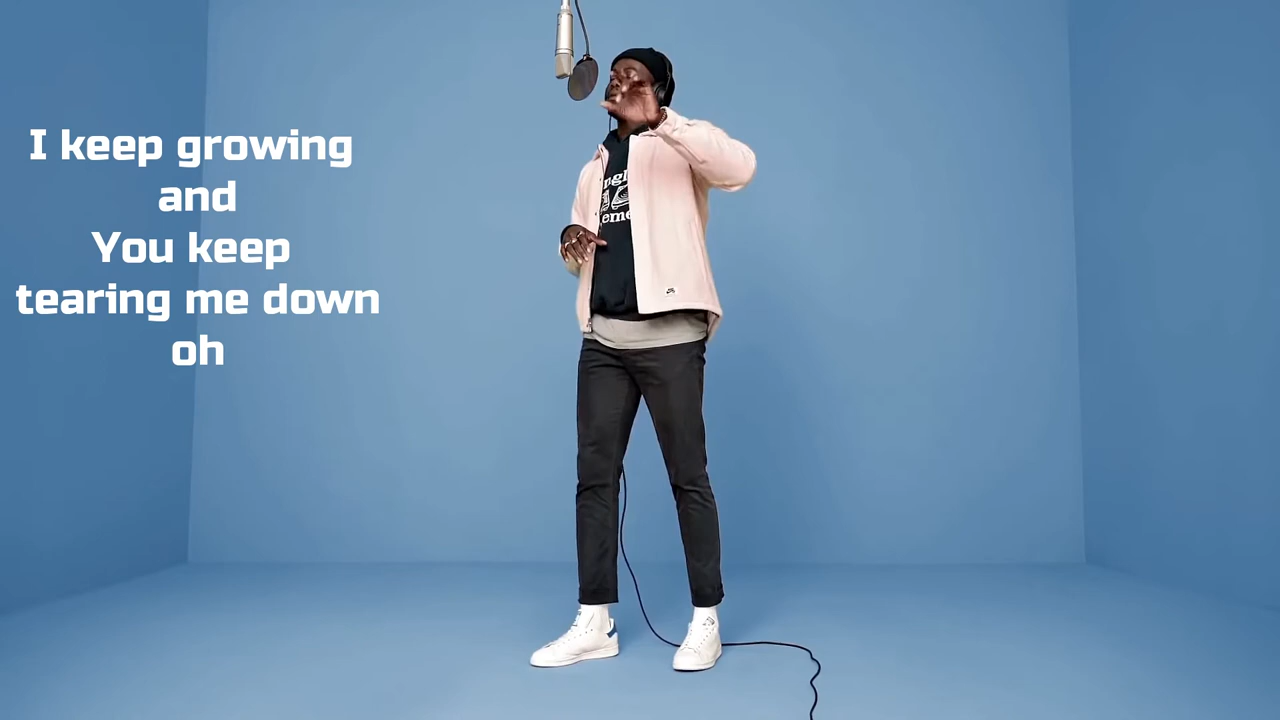 I keep growing
and
You keep
tearing me down
oh